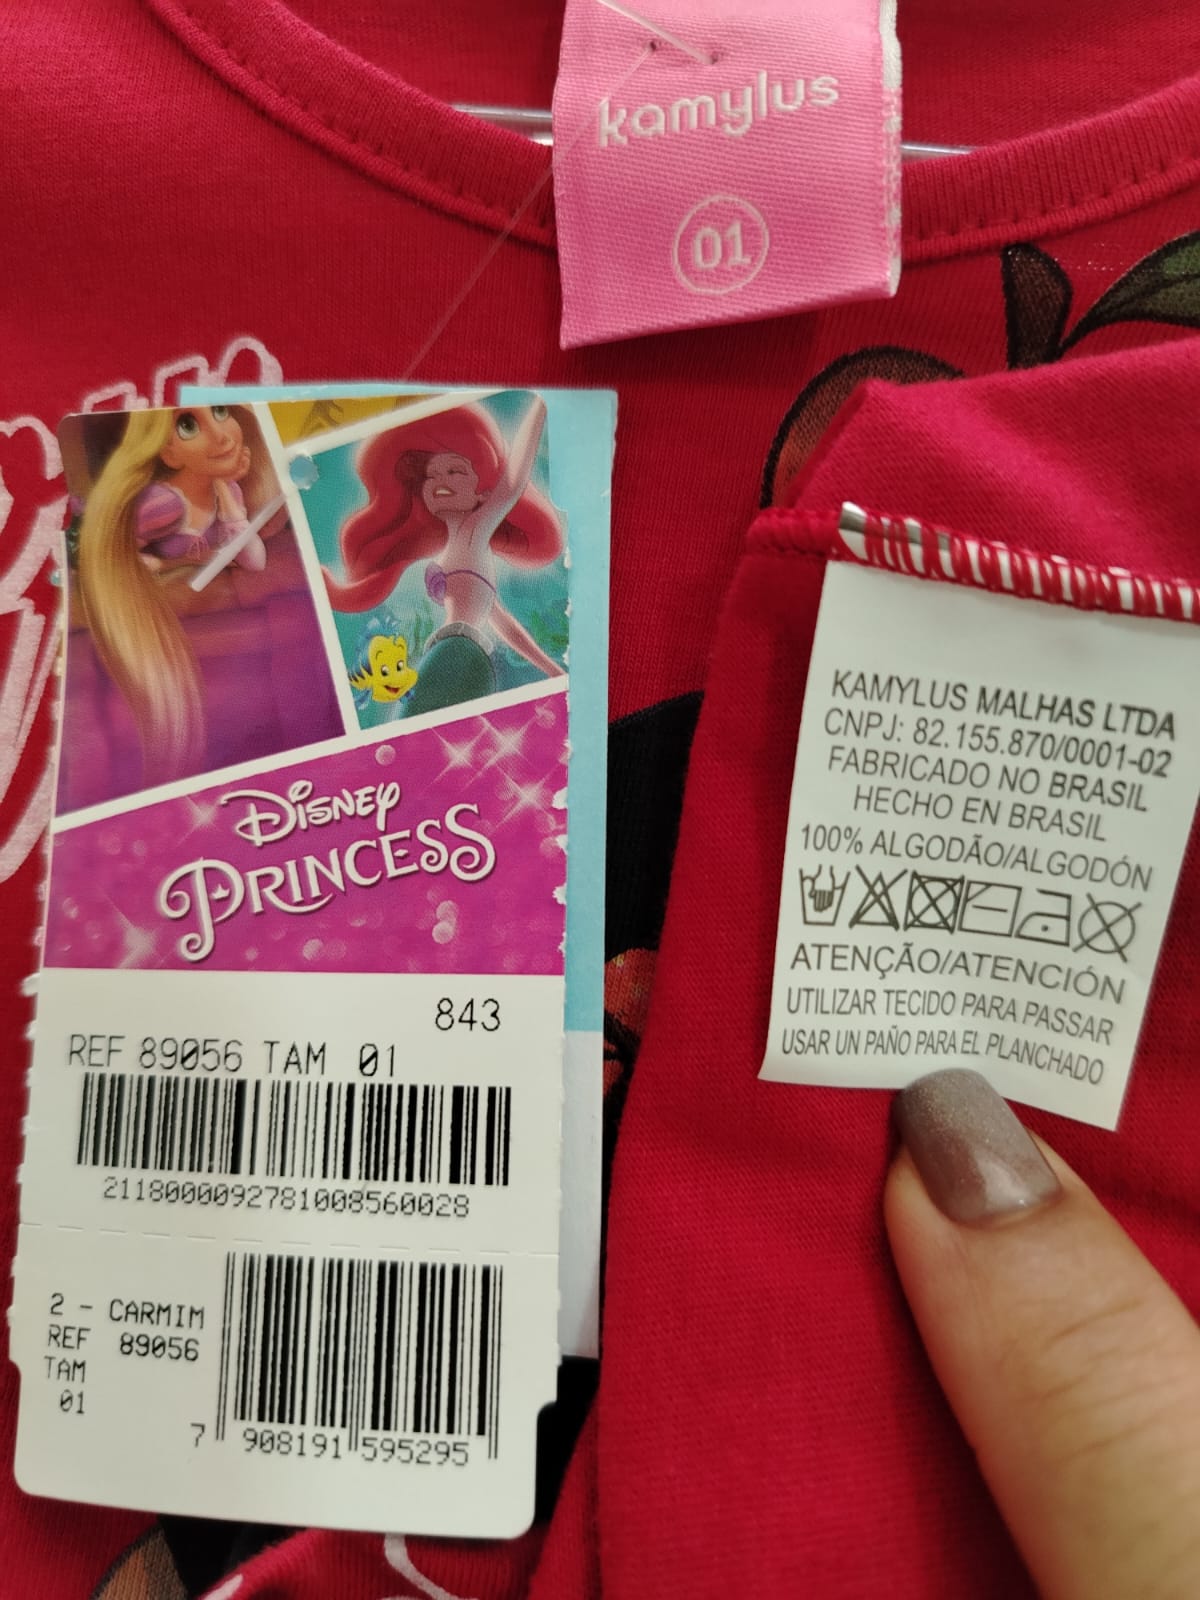 kamylus
01
Disney
PRINCESS
843
REF 89056 TAM 01
2118000092781008560028
2 - CARMIM
REF 89056
TAM
01
7 908191 595295
KAMYLUS MALHAS LTDA
CNPJ: 82.155.870/0001-02
FABRICADO NO BRASIL
HECHO EN BRASIL
100% ALGODÃO/ALGODÓN
ATENÇÃO/ATENCIÓN
UTILIZAR TECIDO PARA PASSAR
USAR UN PAÑO PARA EL PLANCHADO